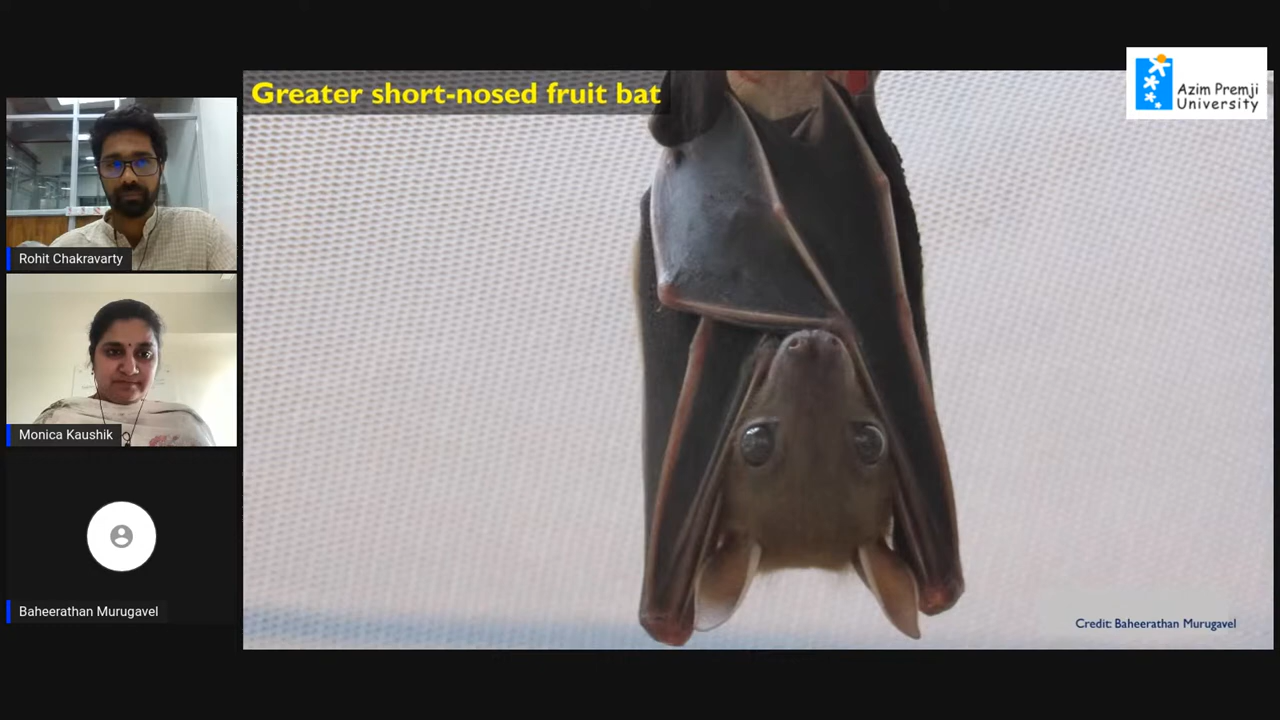 Greater short-nosed fruit bat
Azim Premji
University
Rohit Chakravarty
Monica Kaushik
Baheerathan Murugavel
Credit: Baheerathan Murugavel